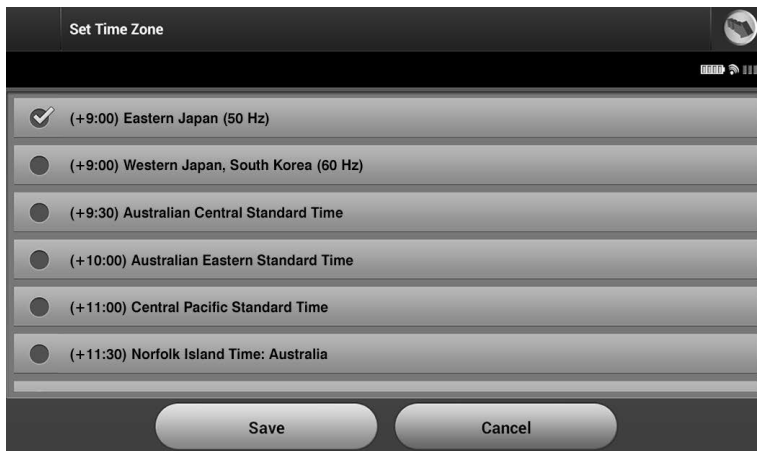 Set Time Zone
(+9:00) Eastern Japan (50 Hz)
(+9:00) Western Japan, South Korea (60 Hz)
(+9:30) Australian Central Standard Time
(+10:00) Australian Eastern Standard Time
(+11:00) Central Pacific Standard Time
(+11:30) Norfolk Island Time: Australia
Save Cancel